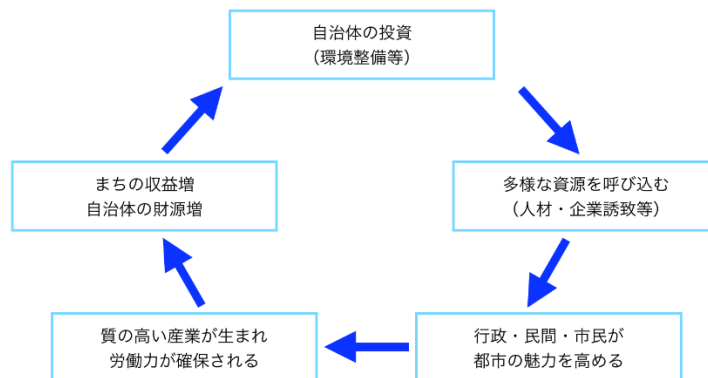 自治体の投資
（環境整備等）
多様な資源を呼び込む
（人材・企業誘致等）
行政・民間・市民が
都市の魅力を高める
質の高い産業が生まれ
労働力が確保される
まちの収益増
自治体の財源増